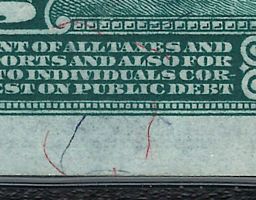 NT OF ALL TAXES AND
ORTS AND ALSO FOR
TO INDIVIDUALS COR-
EST ON PUBLIC DEBT